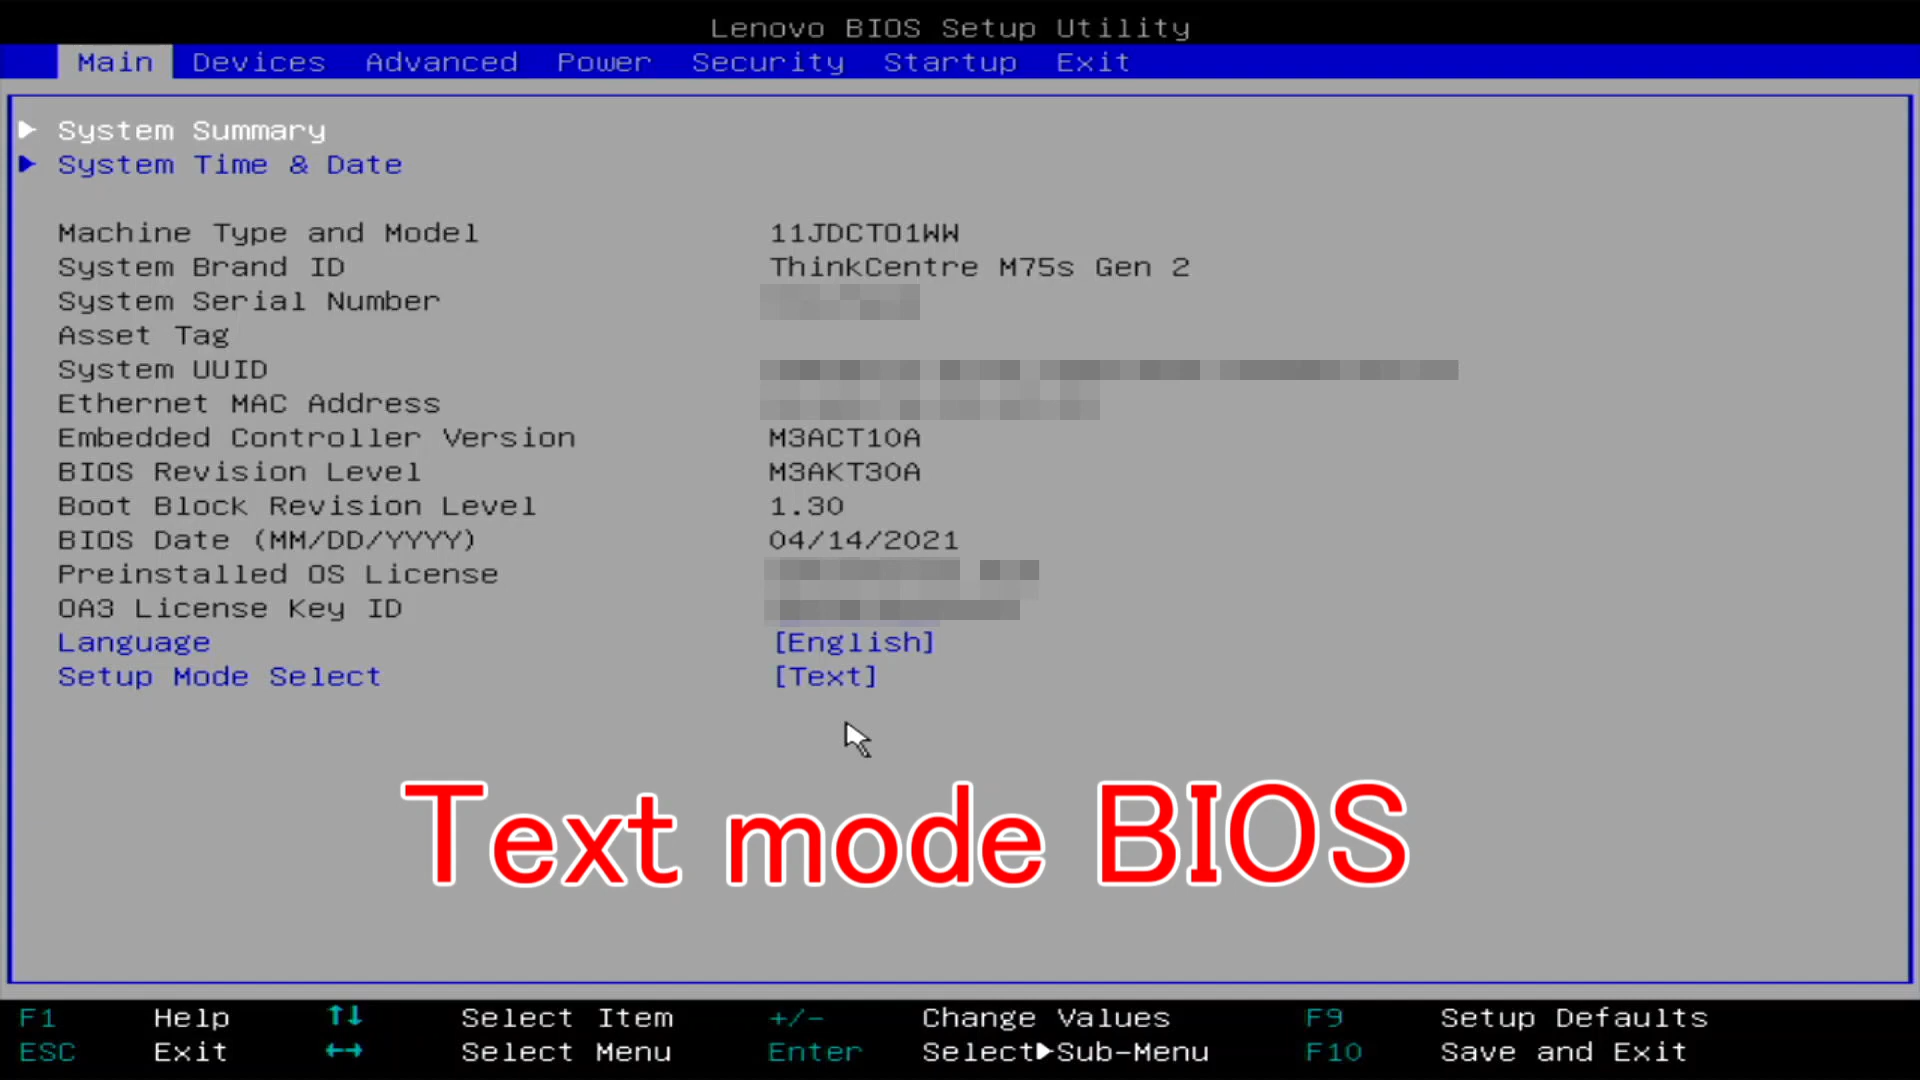 Lenovo BIOS Setup Utility
Main Devices Advanced Power Security Startup Exit
System Summary
System Time & Date
Machine Type and Model 11JDCTO1WW
System Brand ID ThinkCentre M75s Gen 2
System Serial Number
Asset Tag
System UUID
Ethernet MAC Address
Embedded Controller Version M3ACT10A
BIOS Revision Level M3AKT30A
Boot Block Revision Level 1.30
BIOS Date (MM/DD/YYYY) 04/14/2021
Preinstalled OS License
OA3 License Key ID
Language [English]
Setup Mode Select [Text]
Text mode BIOS
F1 Help ↑↓ Select Item +/- Change Values F9 Setup Defaults
ESC Exit ←→ Select Menu Enter Select▶Sub-Menu F10 Save and Exit